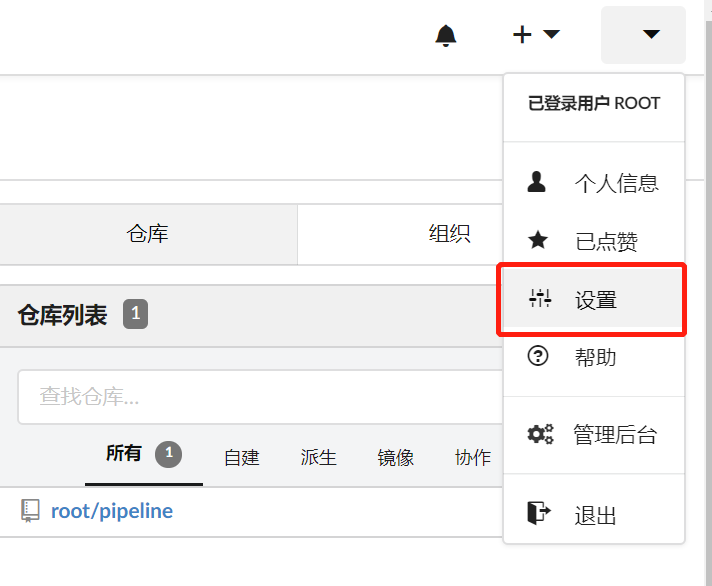 已登录用户 ROOT
个人信息
已点赞
设置
帮助
管理后台
退出
仓库
组织
仓库列表 1
查找仓库...
所有 1
自建
派生
镜像
协作
root/pipeline